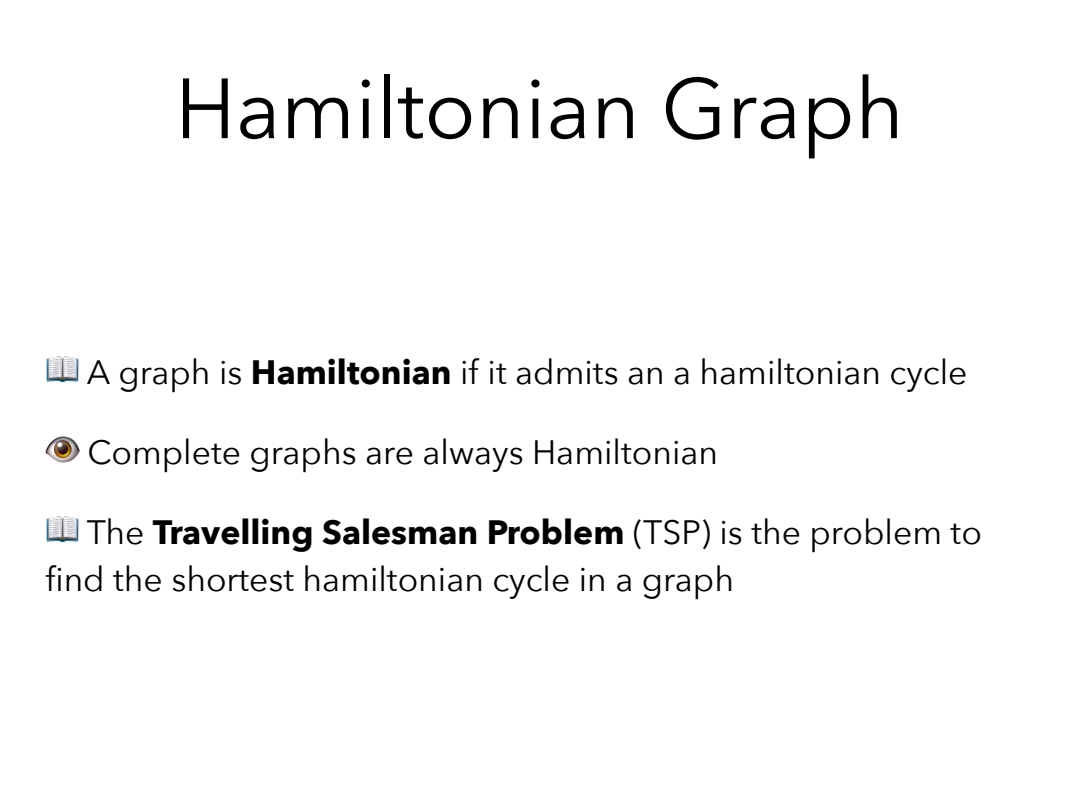 Hamiltonian Graph
📖 A graph is Hamiltonian if it admits an a hamiltonian cycle
👁 Complete graphs are always Hamiltonian
📖 The Travelling Salesman Problem (TSP) is the problem to
find the shortest hamiltonian cycle in a graph